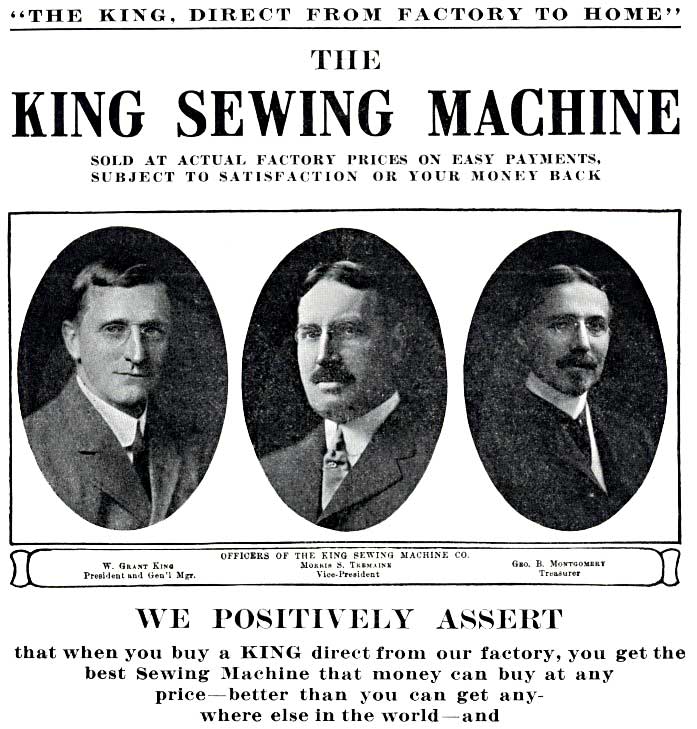 "THE KING, DIRECT FROM FACTORY TO HOME"
THE
KING SEWING MACHINE
SOLD AT ACTUAL FACTORY PRICES ON EASY PAYMENTS,
SUBJECT TO SATISFACTION OR YOUR MONEY BACK
OFFICERS OF THE KING SEWING MACHINE CO.
W. GRANT KING
President and Gen'l Mgr.
MORRIS S. TREMAINE
Vice-President
GEO. B. MONTGOMERY
Treasurer
WE POSITIVELY ASSERT
that when you buy a KING direct from our factory, you get the
best Sewing Machine that money can buy at any
price—better than you can get any-
where else in the world—and